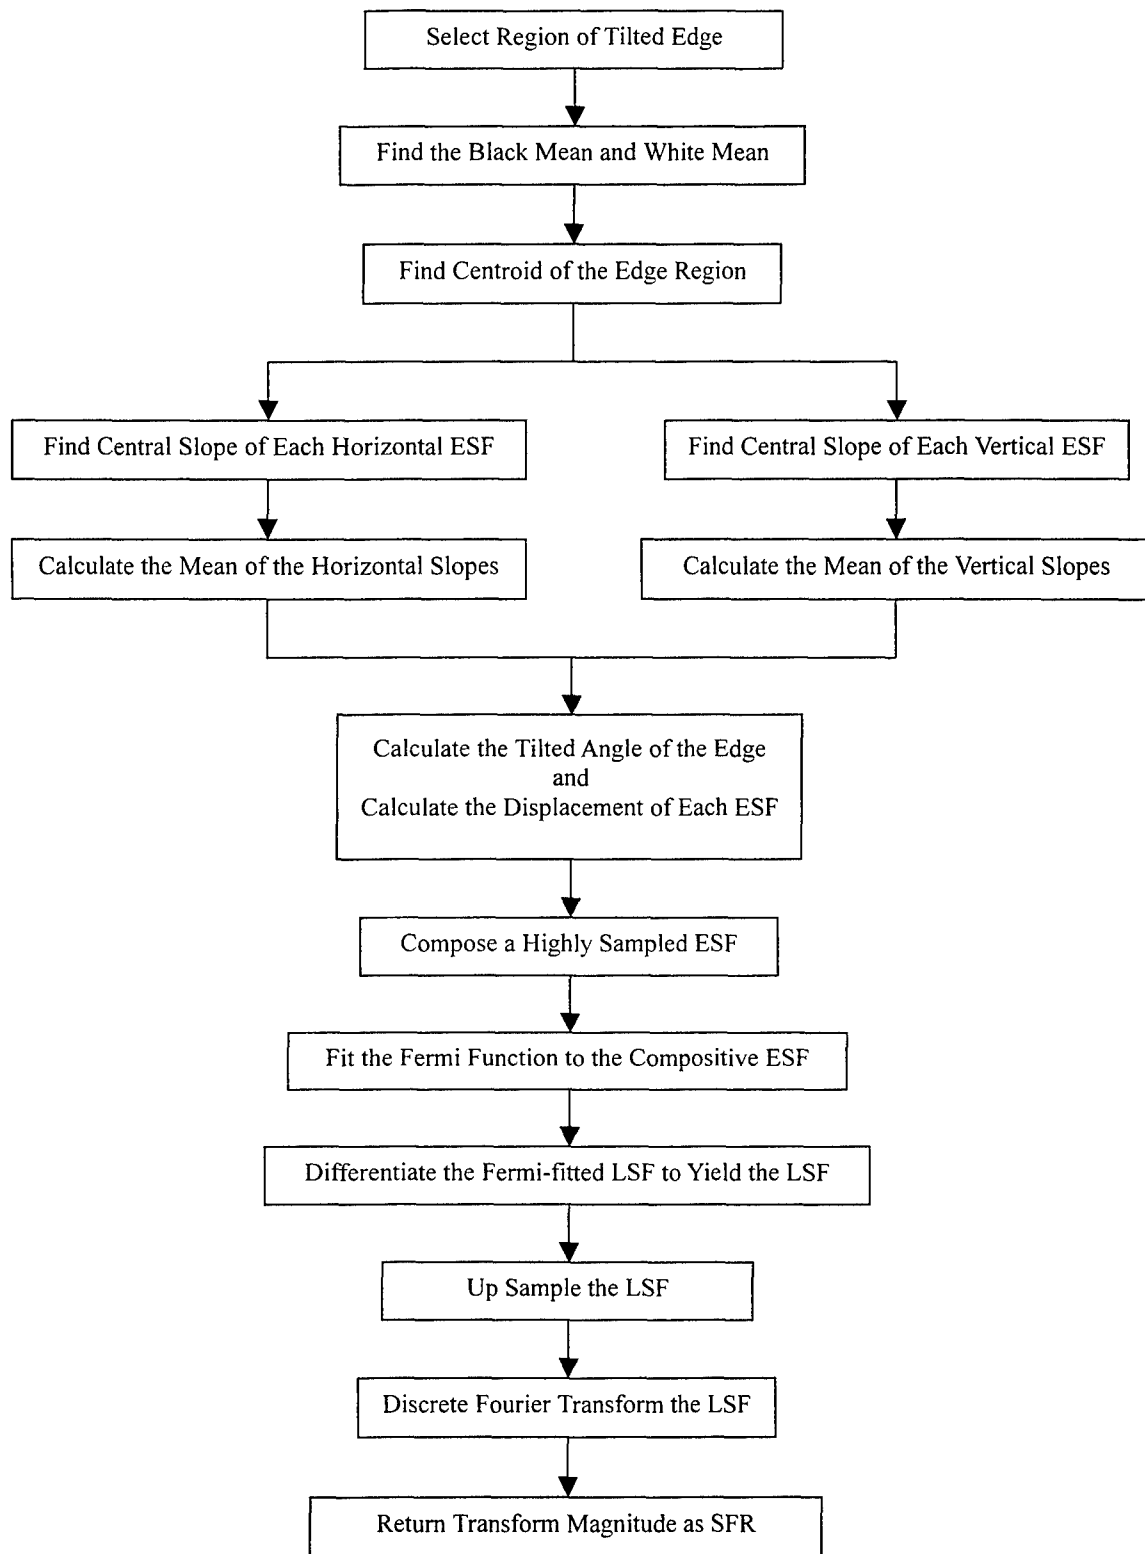 Select Region of Tilted Edge
Find the Black Mean and White Mean
Find Centroid of the Edge Region
Find Central Slope of Each Horizontal ESF
Find Central Slope of Each Vertical ESF
Calculate the Mean of the Horizontal Slopes
Calculate the Mean of the Vertical Slopes
Calculate the Tilted Angle of the Edge
and
Calculate the Displacement of Each ESF
Compose a Highly Sampled ESF
Fit the Fermi Function to the Compositive ESF
Differentiate the Fermi-fitted LSF to Yield the LSF
Up Sample the LSF
Discrete Fourier Transform the LSF
Return Transform Magnitude as SFR